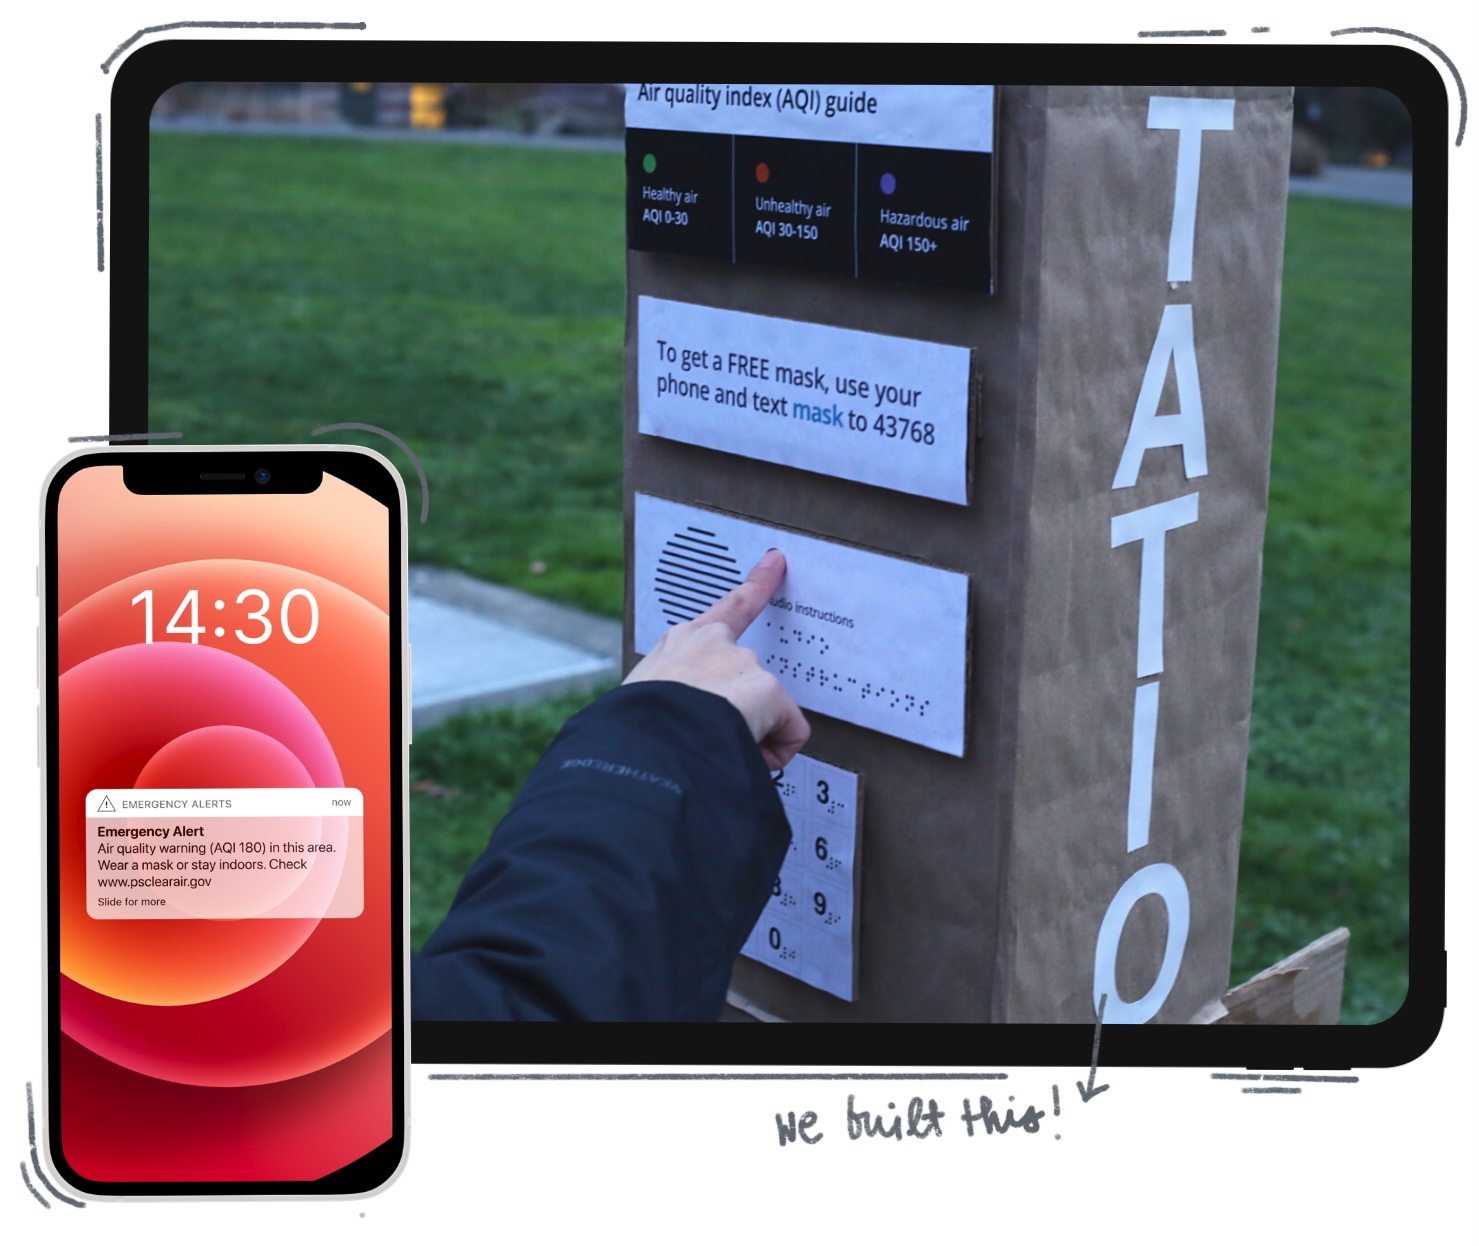 Air quality index (AQI) guide
Healthy air
AQI 0-30
Unhealthy air
AQI 30-150
Hazardous air
AQI 150+
To get a FREE mask, use your
phone and text mask to 43768
udio instructions
2 3
6
9
0
TATIO
WEATHEREDGE
14:30
EMERGENCY ALERTS now
Emergency Alert
Air quality warning (AQI 180) in this area.
Wear a mask or stay indoors. Check
www.psclearair.gov
Slide for more
we built this!